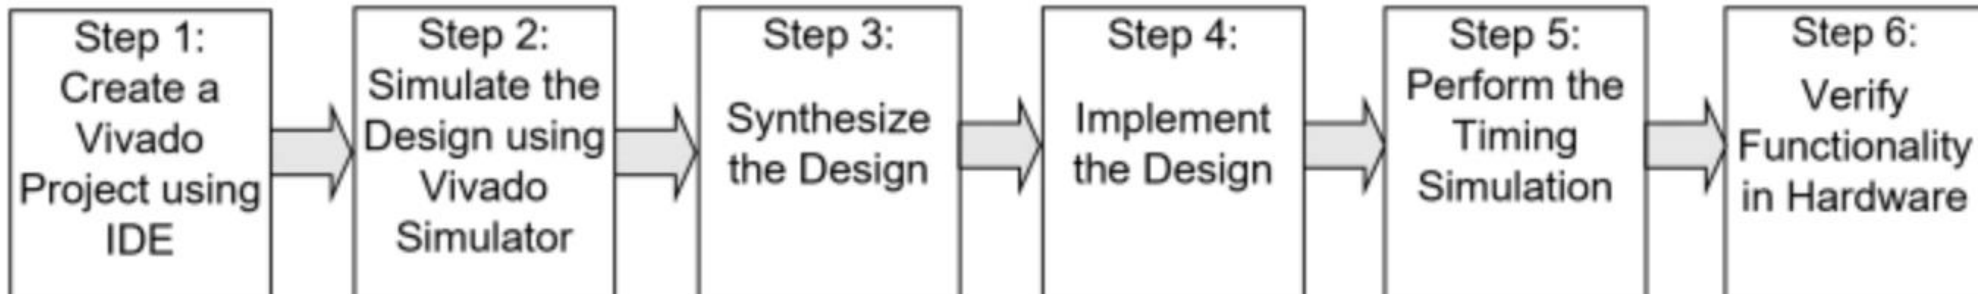 Step 1:
Create a
Vivado
Project using
IDE
Step 2:
Simulate the
Design using
Vivado
Simulator
Step 3:
Synthesize
the Design
Step 4:
Implement
the Design
Step 5:
Perform the
Timing
Simulation
Step 6:
Verify
Functionality
in Hardware